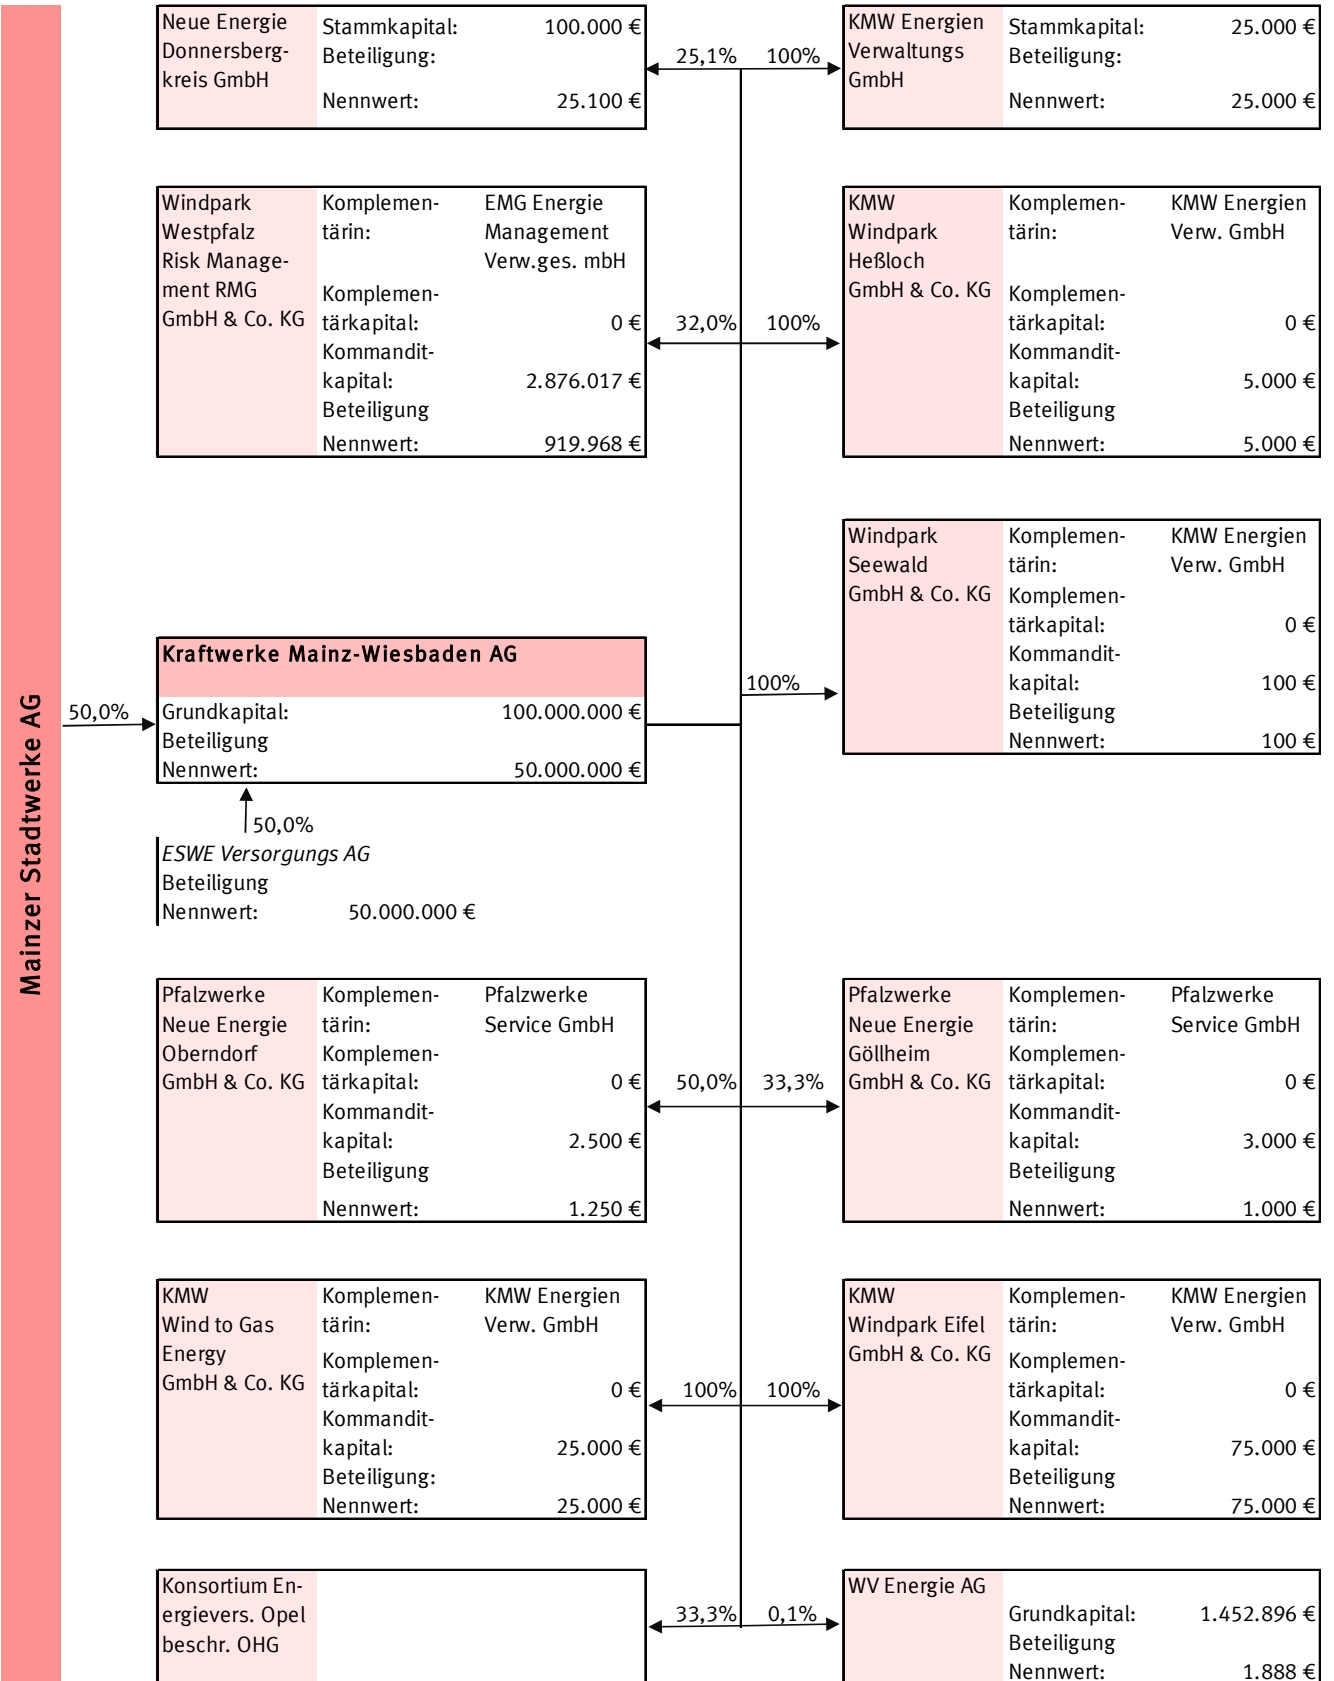 Mainzer Stadtwerke AG
Neue Energie
Donnersberg-
kreis GmbH
Stammkapital: 100.000 €
Beteiligung:
Nennwert: 25.100 €
25,1% 100%
KMW Energien
Verwaltungs
GmbH
Stammkapital: 25.000 €
Beteiligung:
Nennwert: 25.000 €
Windpark
Westpfalz
Risk Manage-
ment RMG
GmbH & Co. KG
Komplemen- EMG Energie
tärin: Management
Verw.ges. mbH
Komplemen-
tärkapital: 0 €
Kommandit-
kapital: 2.876.017 €
Beteiligung
Nennwert: 919.968 €
32,0% 100%
KMW
Windpark
Heßloch
GmbH & Co. KG
Komplemen- KMW Energien
tärin: Verw. GmbH
Komplemen-
tärkapital: 0 €
Kommandit-
kapital: 5.000 €
Beteiligung
Nennwert: 5.000 €
Windpark
Seewald
GmbH & Co. KG
Komplemen- KMW Energien
tärin: Verw. GmbH
Komplemen-
tärkapital: 0 €
Kommandit-
kapital: 100 €
Beteiligung
Nennwert: 100 €
100%
50,0%
Kraftwerke Mainz-Wiesbaden AG
Grundkapital: 100.000.000 €
Beteiligung
Nennwert: 50.000.000 €
50,0%
ESWE Versorgungs AG
Beteiligung
Nennwert: 50.000.000 €
Pfalzwerke
Neue Energie
Oberndorf
GmbH & Co. KG
Komplemen- Pfalzwerke
tärin: Service GmbH
Komplemen-
tärkapital: 0 €
Kommandit-
kapital: 2.500 €
Beteiligung
Nennwert: 1.250 €
50,0% 33,3%
Pfalzwerke
Neue Energie
Göllheim
GmbH & Co. KG
Komplemen- Pfalzwerke
tärin: Service GmbH
Komplemen-
tärkapital: 0 €
Kommandit-
kapital: 3.000 €
Beteiligung
Nennwert: 1.000 €
KMW
Wind to Gas
Energy
GmbH & Co. KG
Komplemen- KMW Energien
tärin: Verw. GmbH
Komplemen-
tärkapital: 0 €
Kommandit-
kapital: 25.000 €
Beteiligung:
Nennwert: 25.000 €
100% 100%
KMW
Windpark Eifel
GmbH & Co. KG
Komplemen- KMW Energien
tärin: Verw. GmbH
Komplemen-
tärkapital: 0 €
Kommandit-
kapital: 75.000 €
Beteiligung
Nennwert: 75.000 €
Konsortium En-
ergievers. Opel
beschr. OHG
33,3% 0,1%
WV Energie AG
Grundkapital: 1.452.896 €
Beteiligung
Nennwert: 1.888 €